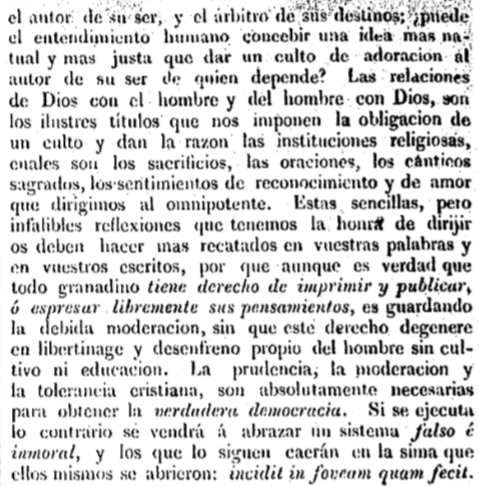 el autor de su ser, y el árbitro de sus destinos; ¿puede
el entendimiento humano concebir una idea mas na-
tual y mas justa que dar un culto de adoracion al
autor de su ser de quien depende? Las relaciones
de Dios con el hombre y del hombre con Dios, son
los ilustres títulos que nos imponen la obligacion de
un culto y dan la razon las instituciones religiosas,
cuales son los sacrificios, las oraciones, los cánticos
sagrados, los sentimientos de reconocimiento y de amor
que dirigimos al omnipotente. Estas sencillas, pero
infalibles reflexiones que tenemos la honra de dirijir
os deben hacer mas recatados en vuestras palabras y
en vuestros escritos, por que aunque es verdad que
todo granadino tiene derecho de imprimir y publicar,
ó espresar libremente sus pensamientos, es guardando
la debida moderacion, sin que este derecho degenere
en libertinage y desenfreno propio del hombre sin cul-
tivo ni educacion. La prudencia, la moderacion y
la tolerancia cristiana, son absolutamente necesarias
para obtener la verdadera democracia. Si se ejecuta
lo contrario se vendrá á abrazar un sistema falso é
inmoral, y los que lo siguen caerán en la sima que
ellos mismos se abrieron: incidit in foveam quam fecit.